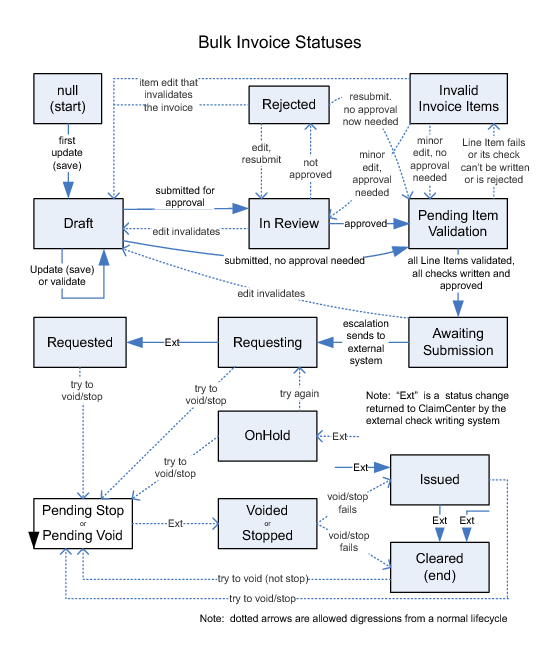 Bulk Invoice Statuses
null
(start)
item edit that
invalidates
the invoice
Rejected
resubmit.
no approval
now needed
Invalid
Invoice Items
first
update
(save)
edit,
resubmit
not
approved
minor
edit,
approval
needed
minor
edit, no
approval
needed
Line Item fails
or its check
can't be written
or is rejected
Draft
submitted for
approval
edit invalidates
In Review
approved
Pending Item
Validation
submitted, no approval needed
Update (save)
or validate
all Line Items validated,
all checks written and
approved
edit invalidates
Requested
Ext
Requesting
escalation
sends to
external
system
Awaiting
Submission
try to
void/stop
try to
void/stop
try again
Note: "Ext" is a status change
returned to ClaimCenter by the
external check writing system
OnHold
Ext
try to
void/stop
Ext
Issued
Pending Stop
or
Pending Void
Ext
Voided
or
Stopped
void/stop
fails
void/stop
fails
Ext
Ext
Cleared
(end)
try to void (not stop)
try to void/stop
Note: dotted arrows are allowed digressions from a normal lifecycle